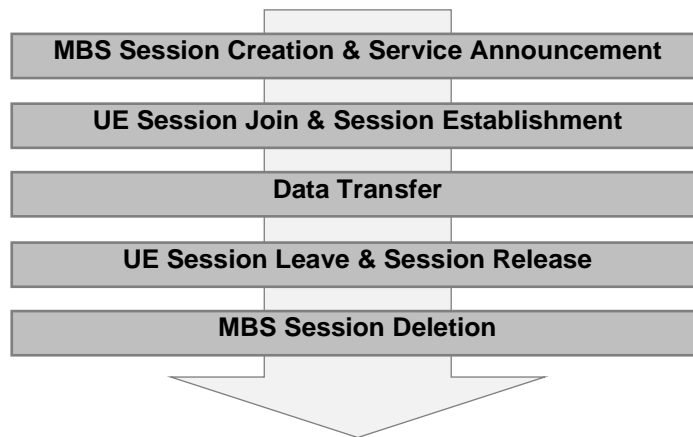 MBS Session Creation & Service Announcement
UE Session Join & Session Establishment
Data Transfer
UE Session Leave & Session Release
MBS Session Deletion